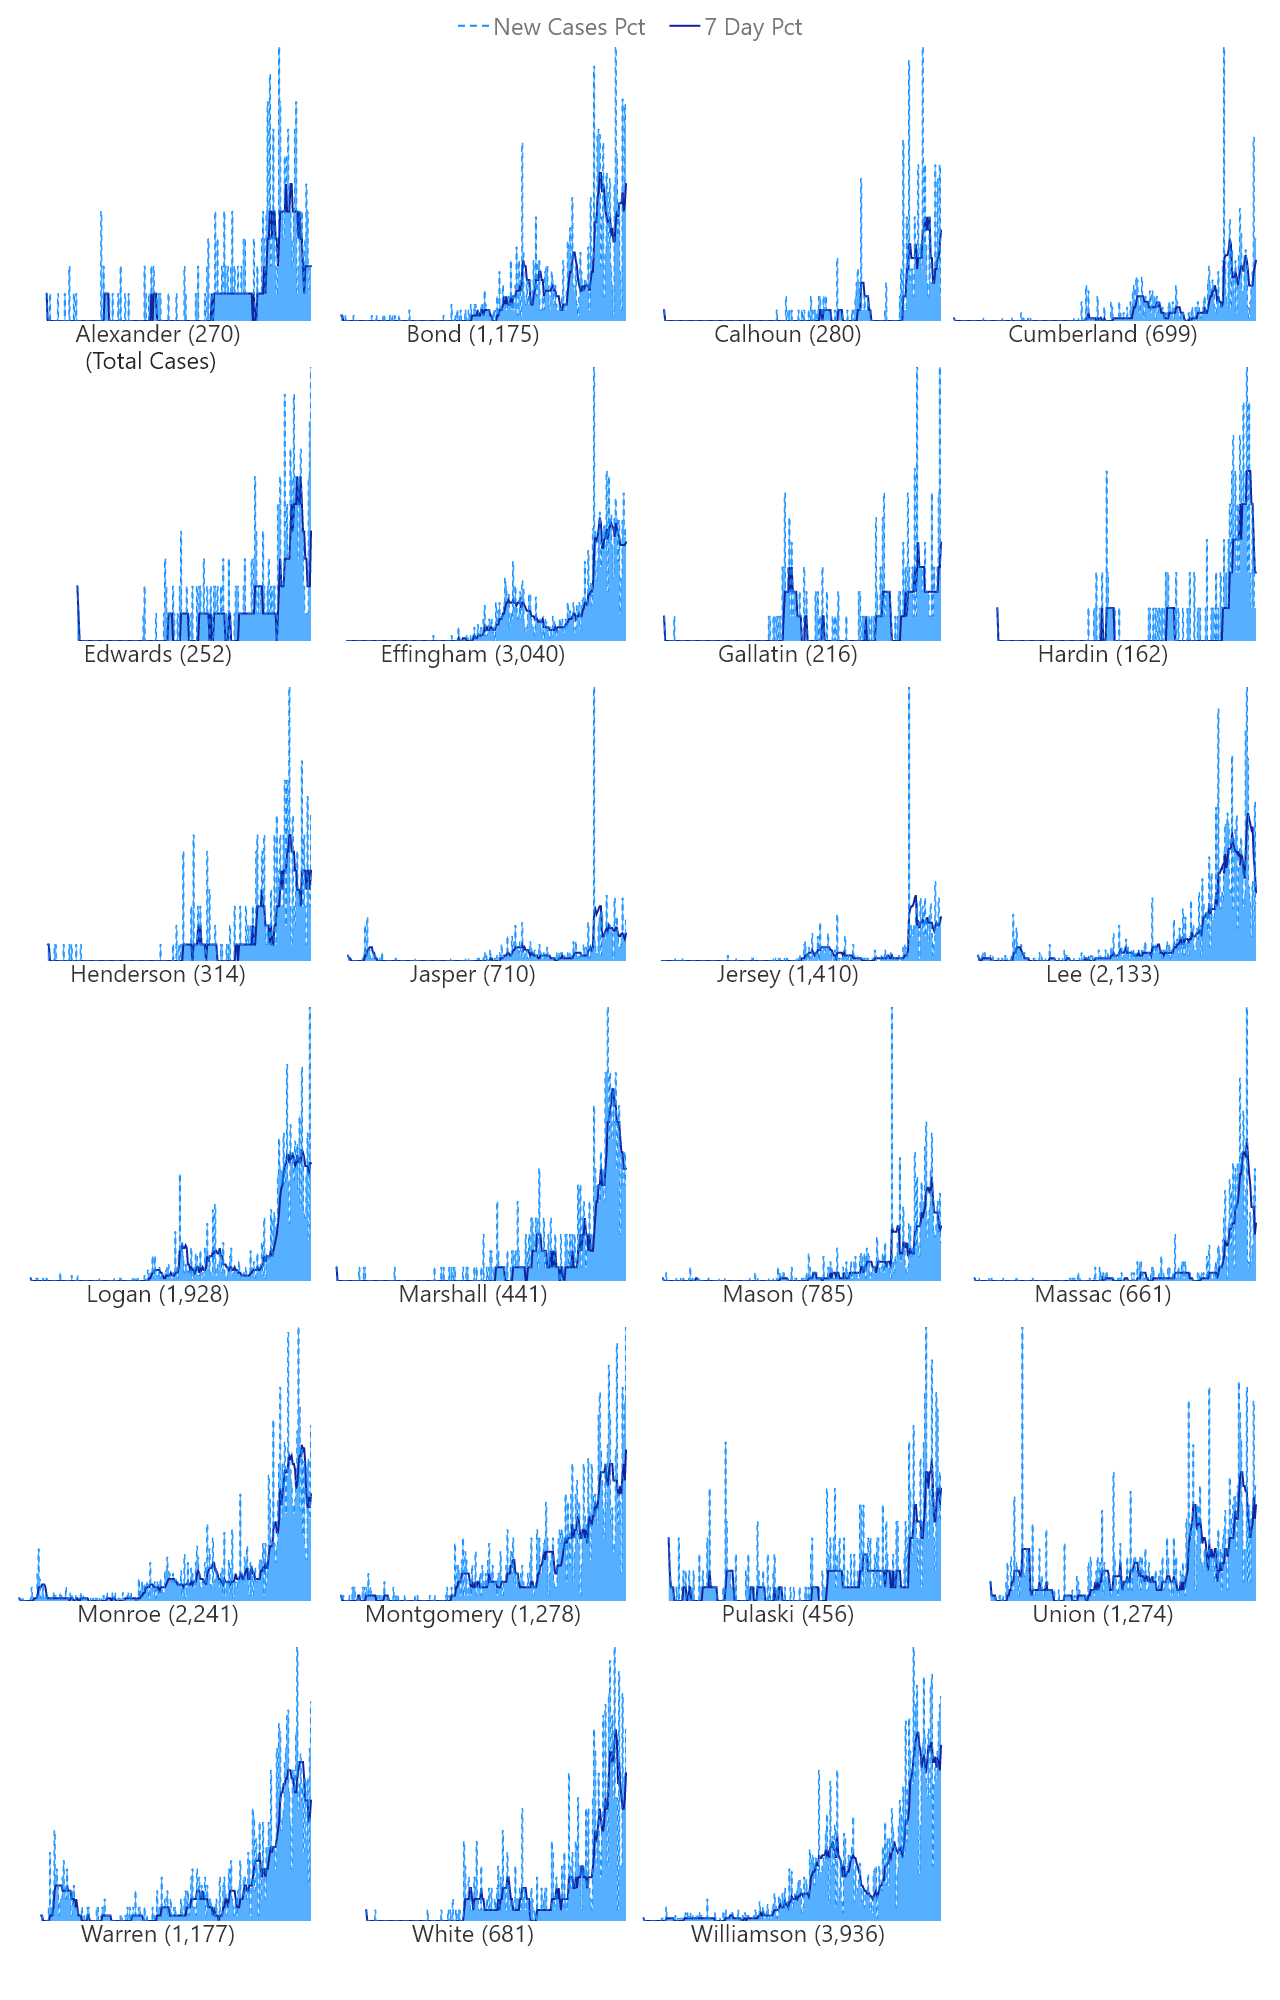 New Cases Pct 7 Day Pct
Alexander (270) Bond (1,175) Calhoun (280) Cumberland (699)
(Total Cases)
Edwards (252) Effingham (3,040) Gallatin (216) Hardin (162)
Henderson (314) Jasper (710) Jersey (1,410) Lee (2,133)
Logan (1,928) Marshall (441) Mason (785) Massac (661)
Monroe (2,241) Montgomery (1,278) Pulaski (456) Union (1,274)
Warren (1,177) White (681) Williamson (3,936)